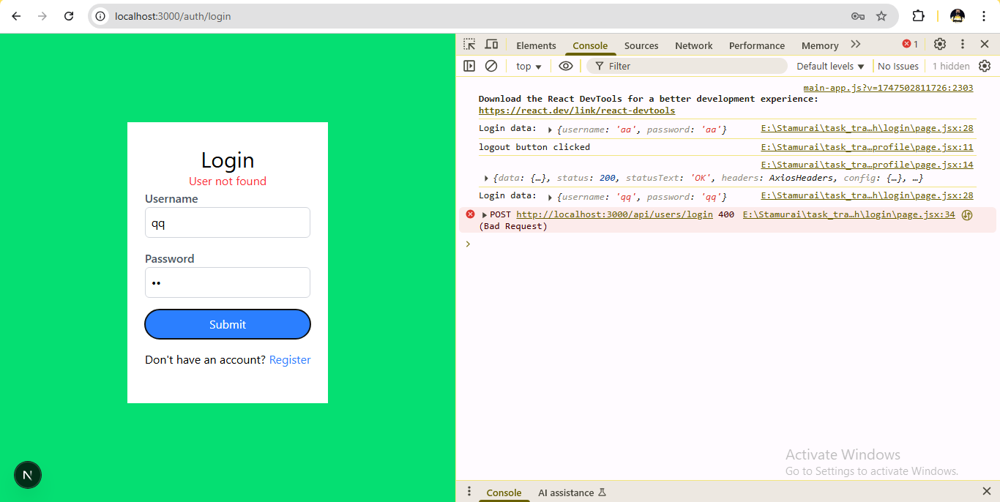 localhost:3000/auth/login
Login
User not found
Username
qq
Password
••
Submit
Don't have an account? Register
N
Elements Console Sources Network Performance Memory 1
top Filter Default levels No Issues 1 hidden
main-app.js?v=1747502811726:2303
Download the React DevTools for a better development experience:
https://react.dev/link/react-devtools
Login data: {username: 'aa', password: 'aa'} E:\Stamurai\task_tra…h\login\page.jsx:28
logout button clicked E:\Stamurai\task_tra…profile\page.jsx:11
E:\Stamurai\task_tra…profile\page.jsx:14
{data: {…}, status: 200, statusText: 'OK', headers: AxiosHeaders, config: {…}, …}
Login data: {username: 'qq', password: 'qq'} E:\Stamurai\task_tra…h\login\page.jsx:28
POST http://localhost:3000/api/users/login 400 E:\Stamurai\task_tra…h\login\page.jsx:34
(Bad Request)
Activate Windows
Go to Settings to activate Windows.
Console AI assistance